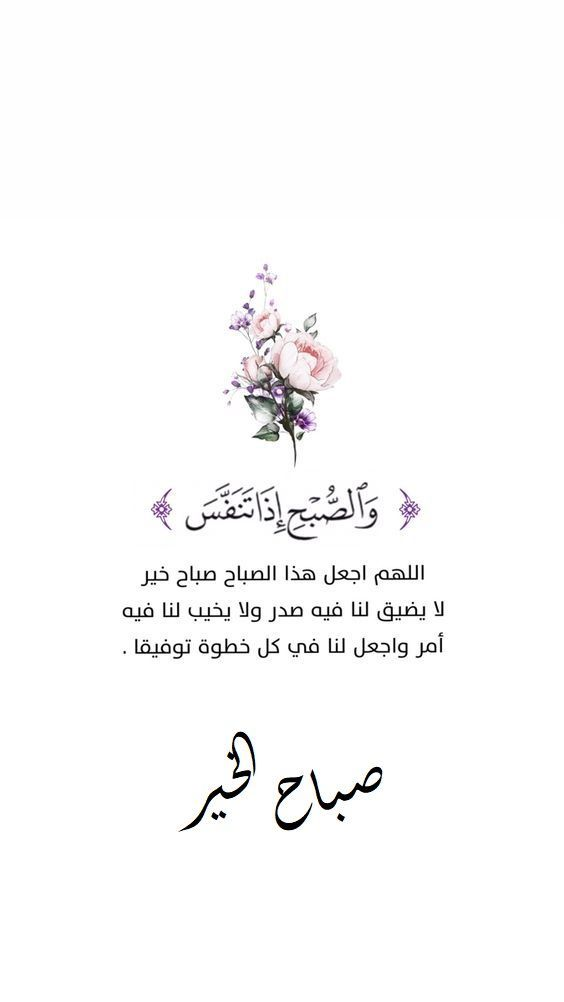 وَٱلصُّبْحِ إِذَا تَنَفَّسَ
اللهم اجعل هذا الصباح صباح خير
لا يضيق لنا فيه صدر ولا يخيب لنا فيه
أمر واجعل لنا في كل خطوة توفيقا .
صباح الخير